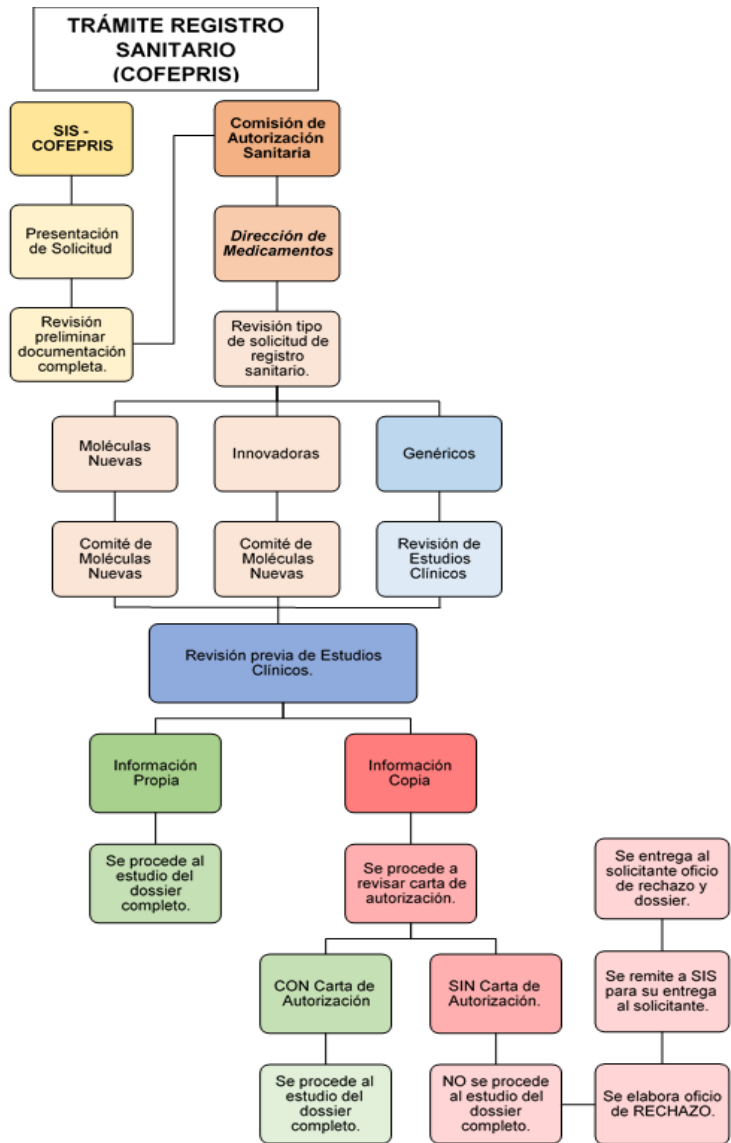 TRÁMITE REGISTRO
SANITARIO
(COFEPRIS)
SIS -
COFEPRIS
Comisión de
Autorización
Sanitaria
Presentación
de Solicitud
Dirección de
Medicamentos
Revisión
preliminar
documentación
completa.
Revisión tipo
de solicitud de
registro
sanitario.
Moléculas
Nuevas
Innovadoras
Genéricos
Comité de
Moléculas
Nuevas
Comité de
Moléculas
Nuevas
Revisión de
Estudios
Clínicos
Revisión previa de Estudios
Clínicos.
Información
Propia
Información
Copia
Se procede al
estudio del
dossier
completo.
Se procede a
revisar carta de
autorización.
Se entrega al
solicitante oficio
de rechazo y
dossier.
CON Carta de
Autorización
SIN Carta de
Autorización.
Se remite a SIS
para su entrega
al solicitante.
Se procede al
estudio del
dossier
completo.
NO se procede
al estudio del
dossier
completo.
Se elabora oficio
de RECHAZO.